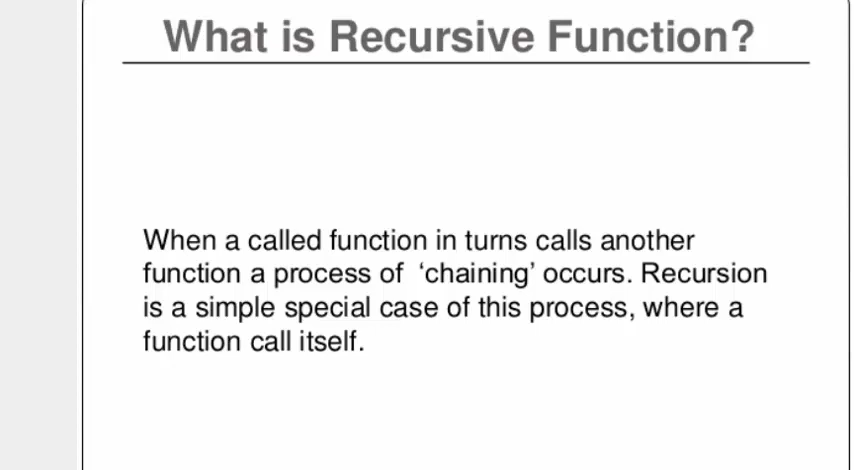 What is Recursive Function?
When a called function in turns calls another
function a process of ‘chaining’ occurs. Recursion
is a simple special case of this process, where a
function call itself.